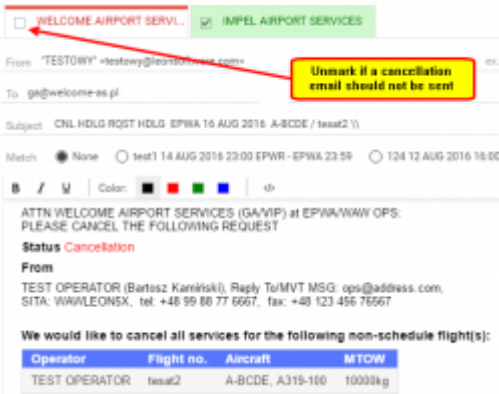 WELCOME AIRPORT SERVI...
IMPEL AIRPORT SERVICES
From "TESTOWY" <testowy@leonsoftware.com>
Unmark if a cancellation
email should not be sent
ex.
To ga@welcome-as.pl
Subject CNL HDLG RQST HDLG EPWA 16 AUG 2016 A-BCDE / tesat2 \\
Match None test1 14 AUG 2016 23:00 EPWR - EPWA 23:59 124 12 AUG 2016 16:00
B I U Color:
ATTN WELCOME AIRPORT SERVICES (GA/VIP) at EPWA/WAW OPS:
PLEASE CANCEL THE FOLLOWING REQUEST
Status Cancellation
From
TEST OPERATOR (Bartosz Kamiński), Reply To/MVT MSG: ops@address.com,
SITA: WAWLEON5X, tel: +48 99 88 77 6667, fax: +48 123 456 76567
We would like to cancel all services for the following non-schedule flight(s):
Operator Flight no. Aircraft MTOW
TEST OPERATOR tesat2 A-BCDE, A319-100 10000kg